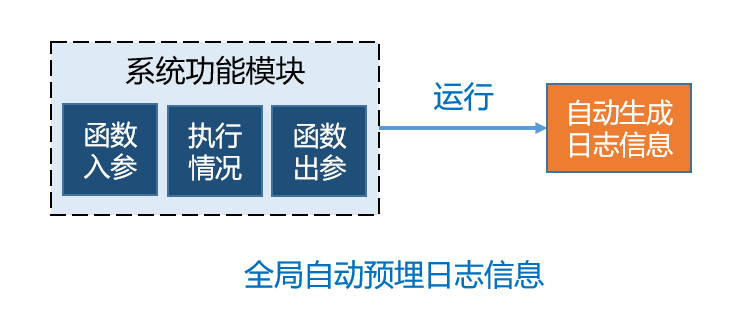 系统功能模块
函数
入参
执行
情况
函数
出参
运行
自动生成
日志信息
全局自动预埋日志信息